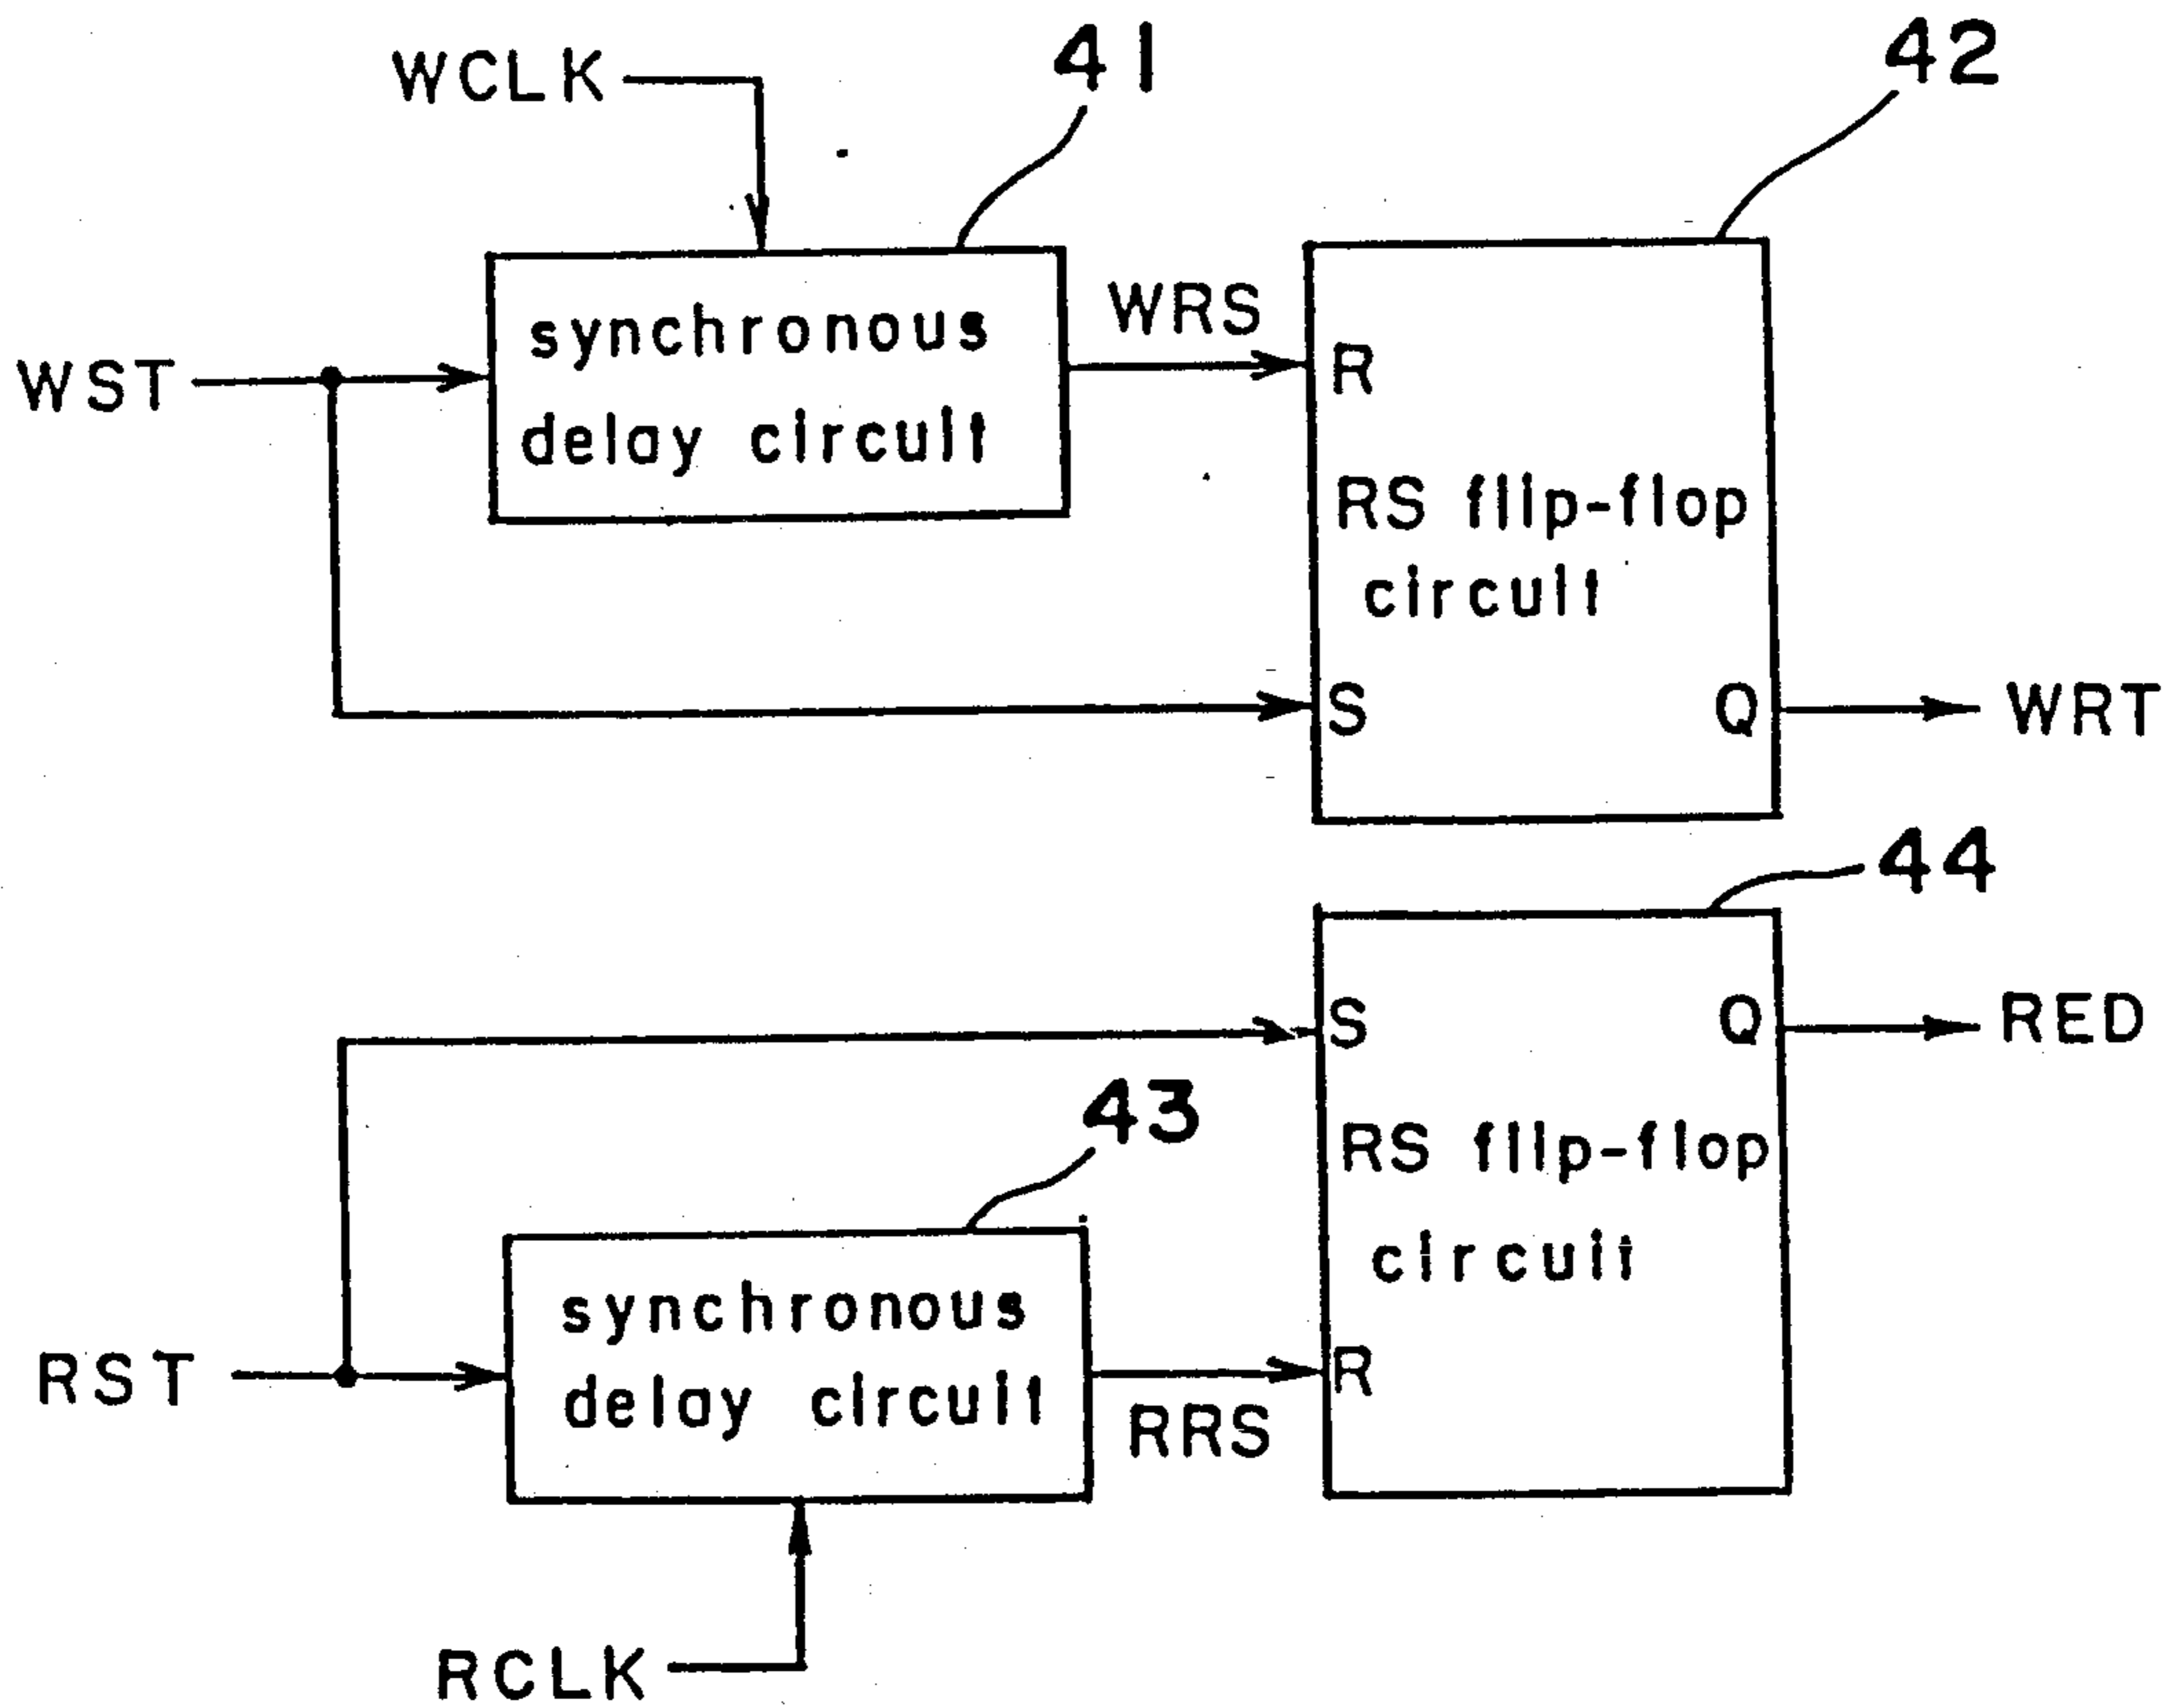 WCLK
41
42
synchronous
delay circuit
WRS
WST
R
RS flip-flop
circuit
S
Q
WRT
44
S
Q
RED
43
RS flip-flop
circuit
synchronous
delay circuit
R
RST
RRS
RCLK